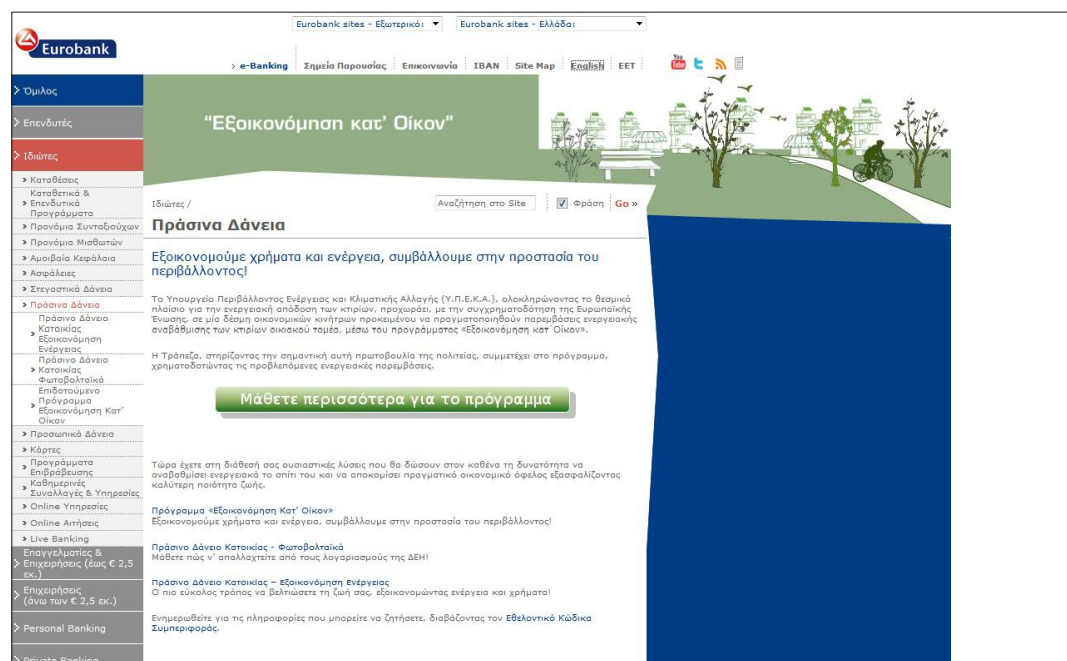 Eurobank sites - Εξωτερικό: Eurobank sites - Ελλάδα:
Eurobank
e-Banking Σημεία Παρουσίας Επικοινωνία IBAN Site Map English EET
You
Tube
Όμιλος
Επενδυτές
Ιδιώτες
Καταθέσεις
Καταθετικά &
Επενδυτικά
Προγράμματα
Προνόμια Συνταξιούχων
Προνόμια Μισθωτών
Αμοιβαία Κεφάλαια
Ασφάλειες
Στεγαστικά Δάνεια
Πράσινα Δάνεια
Πράσινο Δάνειο
Κατοικίας
Εξοικονόμηση
Ενέργειας
Πράσινο Δάνειο
Κατοικίας
Φωτοβολταϊκά
Επιδοτούμενο
Πρόγραμμα
Εξοικονόμηση Κατ'
Οίκον
Προσωπικά Δάνεια
Κάρτες
Προγράμματα
Επιβράβευσης
Καθημερινές
Συναλλαγές & Υπηρεσίες
Online Υπηρεσίες
Online Αιτήσεις
Live Banking
Επαγγελματίες &
Επιχειρήσεις (έως € 2,5
εκ.)
Επιχειρήσεις
(άνω των € 2,5 εκ.)
Personal Banking
Private Banking
“Εξοικονόμηση κατ' Οίκον”
Ιδιώτες / Αναζήτηση στο Site Φράση Go »
Πράσινα Δάνεια
Εξοικονομούμε χρήματα και ενέργεια, συμβάλλουμε στην προστασία του
περιβάλλοντος!
Το Υπουργείο Περιβάλλοντος Ενέργειας και Κλιματικής Αλλαγής (Υ.Π.Ε.Κ.Α.), ολοκληρώνοντας το θεσμικό
πλαίσιο για την ενεργειακή απόδοση των κτιρίων, προχωράει, με την συγχρηματοδότηση της Ευρωπαϊκής
Ένωσης, σε μία δέσμη οικονομικών κινήτρων προκειμένου να πραγματοποιηθούν παρεμβάσεις ενεργειακής
αναβάθμισης των κτιρίων οικιακού τομέα, μέσω του προγράμματος «Εξοικονόμηση κατ΄Οίκον».
Η Τράπεζα, στηρίζοντας την σημαντική αυτή πρωτοβουλία της πολιτείας, συμμετέχει στο πρόγραμμα,
χρηματοδοτώντας τις προβλεπόμενες ενεργειακές παρεμβάσεις.
Μάθετε περισσότερα για το πρόγραμμα
Τώρα έχετε στη διάθεσή σας ουσιαστικές λύσεις που θα δώσουν στον καθένα τη δυνατότητα να
αναβαθμίσει ενεργειακά το σπίτι του και να αποκομίσει πραγματικό οικονομικό όφελος εξασφαλίζοντας
καλύτερη ποιότητα ζωής.
Πρόγραμμα «Εξοικονόμηση Κατ' Οίκον»
Εξοικονομούμε χρήματα και ενέργεια, συμβάλλουμε στην προστασία του περιβάλλοντος!
Πράσινο Δάνειο Κατοικίας - Φωτοβολταϊκά
Μάθετε πώς ν' απαλλαχτείτε από τους λογαριασμούς της ΔΕΗ!
Πράσινο Δάνειο Κατοικίας – Εξοικονόμηση Ενέργειας
Ο πιο εύκολος τρόπος να βελτιώσετε τη ζωή σας, εξοικονομώντας ενέργεια και χρήματα!
Ενημερωθείτε για τις πληροφορίες που μπορείτε να ζητήσετε, διαβάζοντας τον Εθελοντικό Κώδικα
Συμπεριφοράς.